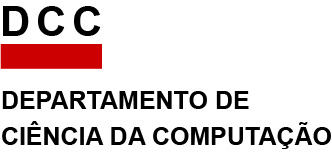 DCC
DEPARTAMENTO DE
CIÊNCIA DA COMPUTAÇÃO